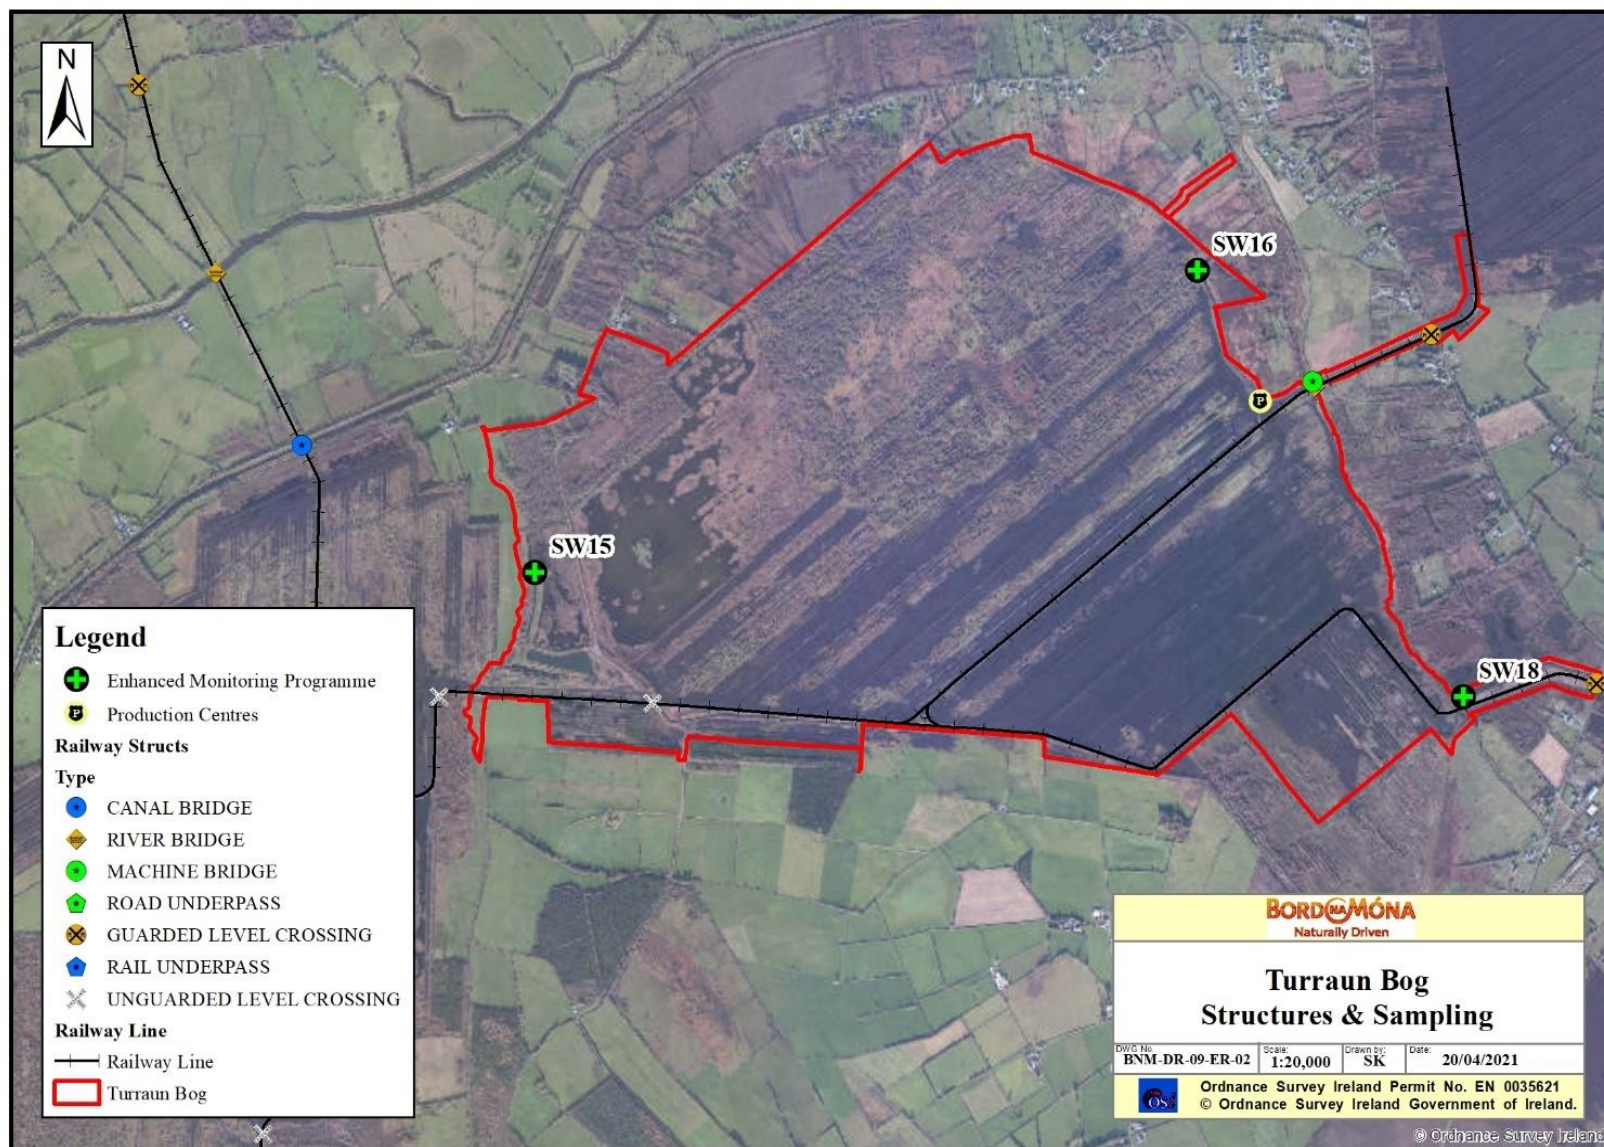 N
SW16
SW15
SW18
Legend
Enhanced Monitoring Programme
P Production Centres
Railway Structs
Type
CANAL BRIDGE
RIVER BRIDGE
MACHINE BRIDGE
ROAD UNDERPASS
GUARDED LEVEL CROSSING
RAIL UNDERPASS
UNGUARDED LEVEL CROSSING
Railway Line
Railway Line
Turraun Bog
P
BORD NA MÓNA
Naturally Driven
Turraun Bog
Structures & Sampling
DWG No. BNM-DR-09-ER-02 Scale: 1:20,000 Drawn by: SK Date: 20/04/2021
OSi
Ordnance Survey Ireland Permit No. EN 0035621
© Ordnance Survey Ireland Government of Ireland.
© Ordnance Survey Ireland